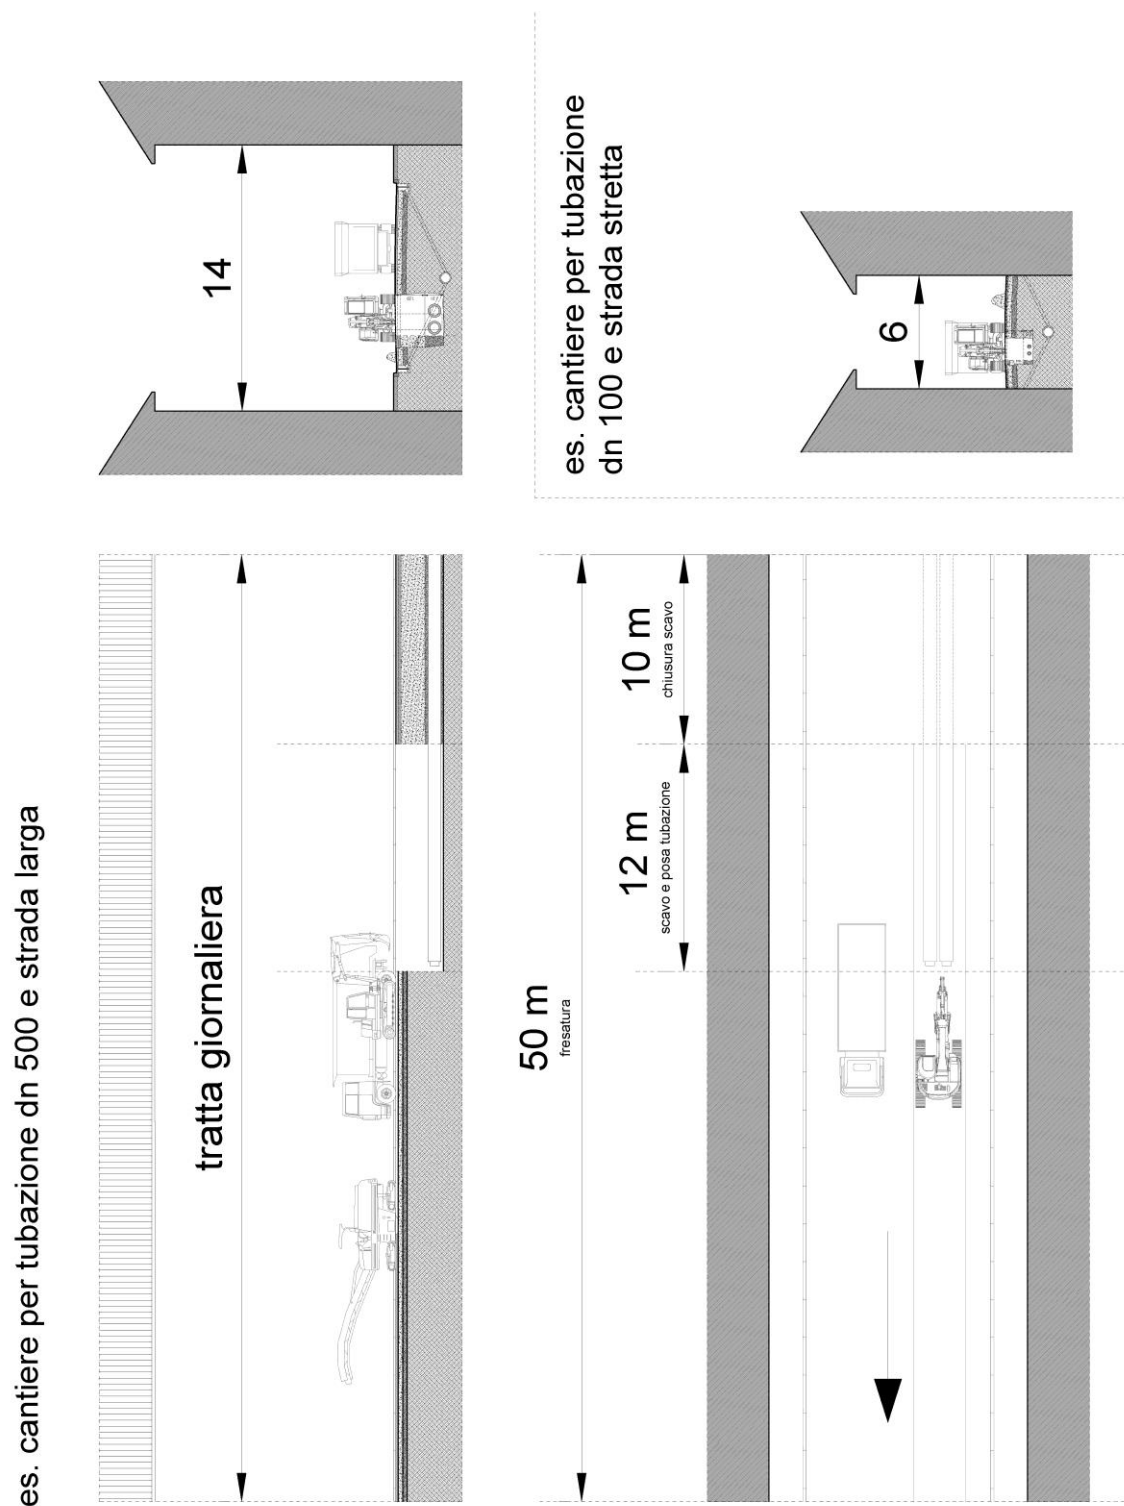 es. cantiere per tubazione dn 500 e strada larga
tratta giornaliera
14
50 m
fresatura
12 m
scavo e posa tubazione
10 m
chiusura scavo
es. cantiere per tubazione
dn 100 e strada stretta
6